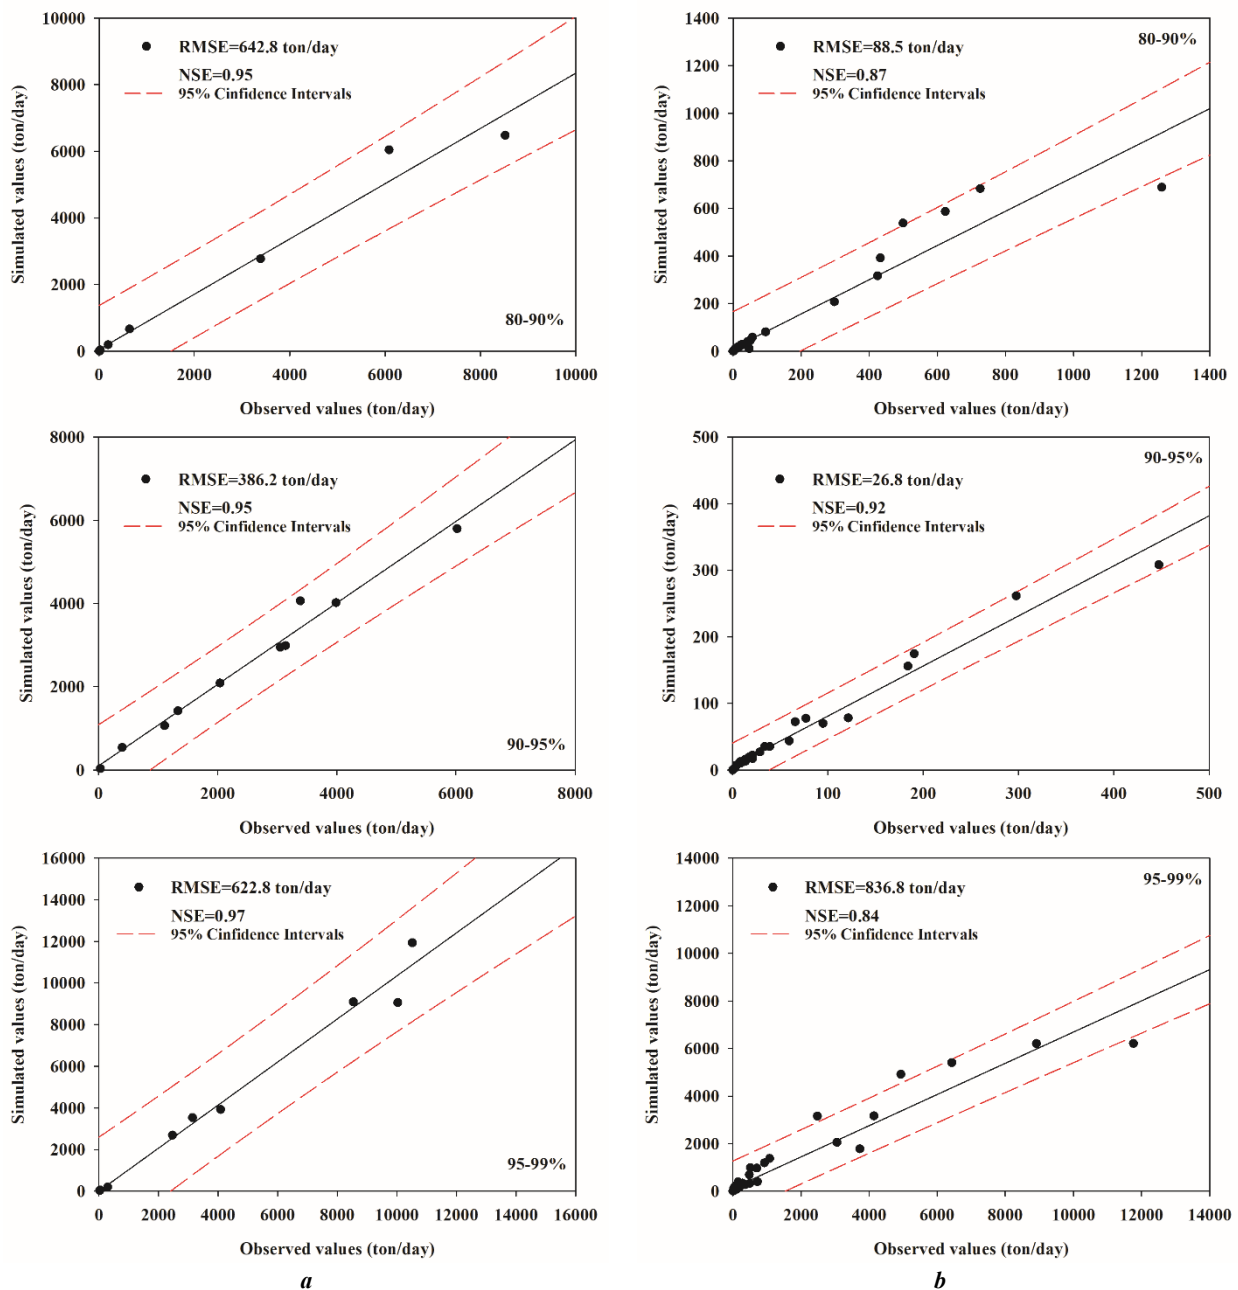 10000
8000
6000
4000
2000
0
Simulated values (ton/day)
RMSE=642.8 ton/day
NSE=0.95
95% Cinfidence Intervals
80-90%
0 2000 4000 6000 8000 10000
Observed values (ton/day)
1400
1200
1000
800
600
400
200
0
Simulated values (ton/day)
80-90%
RMSE=88.5 ton/day
NSE=0.87
95% Cinfidence Intervals
0 200 400 600 800 1000 1200 1400
Observed values (ton/day)
8000
6000
4000
2000
0
Simulated values (ton/day)
RMSE=386.2 ton/day
NSE=0.95
95% Cinfidence Intervals
90-95%
0 2000 4000 6000 8000
Observed values (ton/day)
500
400
300
200
100
0
Simulated values (ton/day)
90-95%
RMSE=26.8 ton/day
NSE=0.92
95% Cinfidence Intervals
0 100 200 300 400 500
Observed values (ton/day)
16000
14000
12000
10000
8000
6000
4000
2000
0
Simulated values (ton/day)
RMSE=622.8 ton/day
NSE=0.97
95% Cinfidence Intervals
95-99%
0 2000 4000 6000 8000 10000 12000 14000 16000
Observed values (ton/day)
14000
12000
10000
8000
6000
4000
2000
0
Simulated values (ton/day)
95-99%
RMSE=836.8 ton/day
NSE=0.84
95% Cinfidence Intervals
0 2000 4000 6000 8000 10000 12000 14000
Observed values (ton/day)
a
b